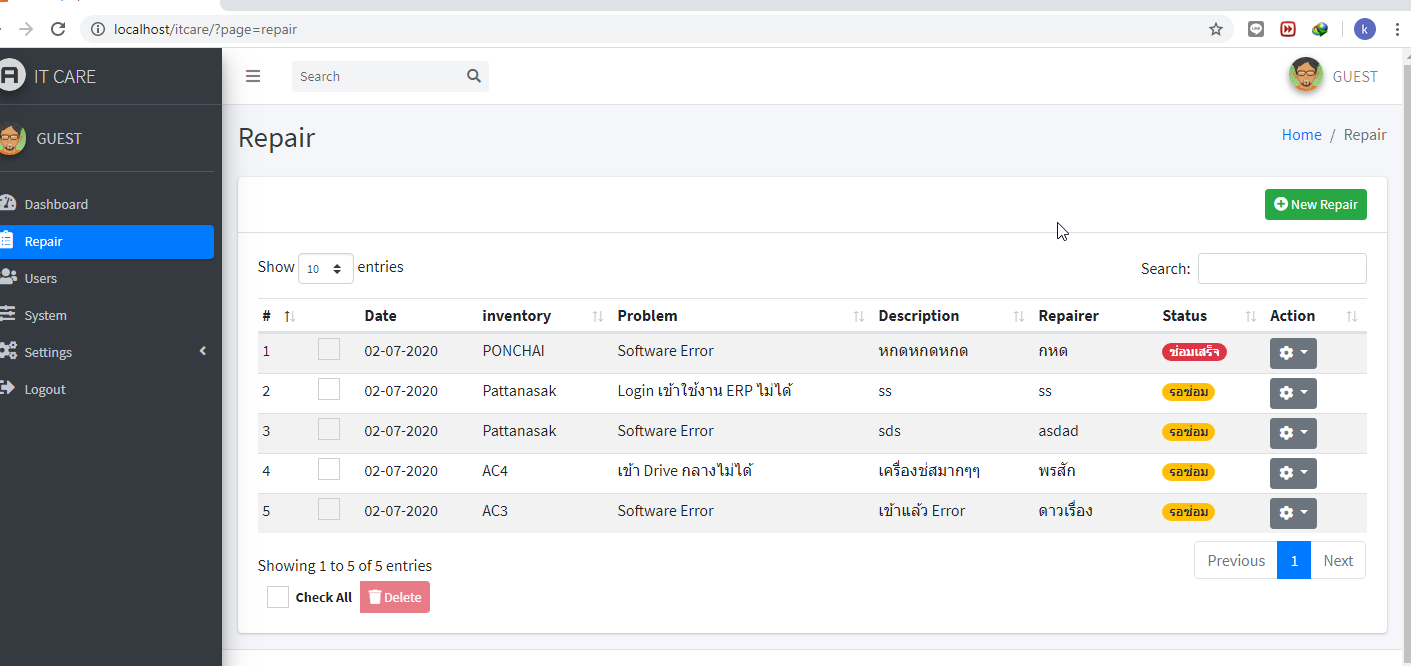 localhost/itcare/?page=repair
k
IT CARE
Search
GUEST
GUEST
Repair
Home / Repair
Dashboard
Repair
Users
System
Settings
Logout
New Repair
Show 10 entries
Search:
# Date inventory Problem Description Repairer Status Action
1 02-07-2020 PONCHAI Software Error หกดหกดหกด กหด ซ่อมเสร็จ
2 02-07-2020 Pattanasak Login เข้าใช้งาน ERP ไม่ได้ ss ss รอซ่อม
3 02-07-2020 Pattanasak Software Error sds asdad รอซ่อม
4 02-07-2020 AC4 เข้า Drive กลางไม่ได้ เครื่องช่สมากๆๆ พรสัก รอซ่อม
5 02-07-2020 AC3 Software Error เข้าแล้ว Error ดาวเรื่อง รอซ่อม
Showing 1 to 5 of 5 entries
Previous 1 Next
Check All Delete